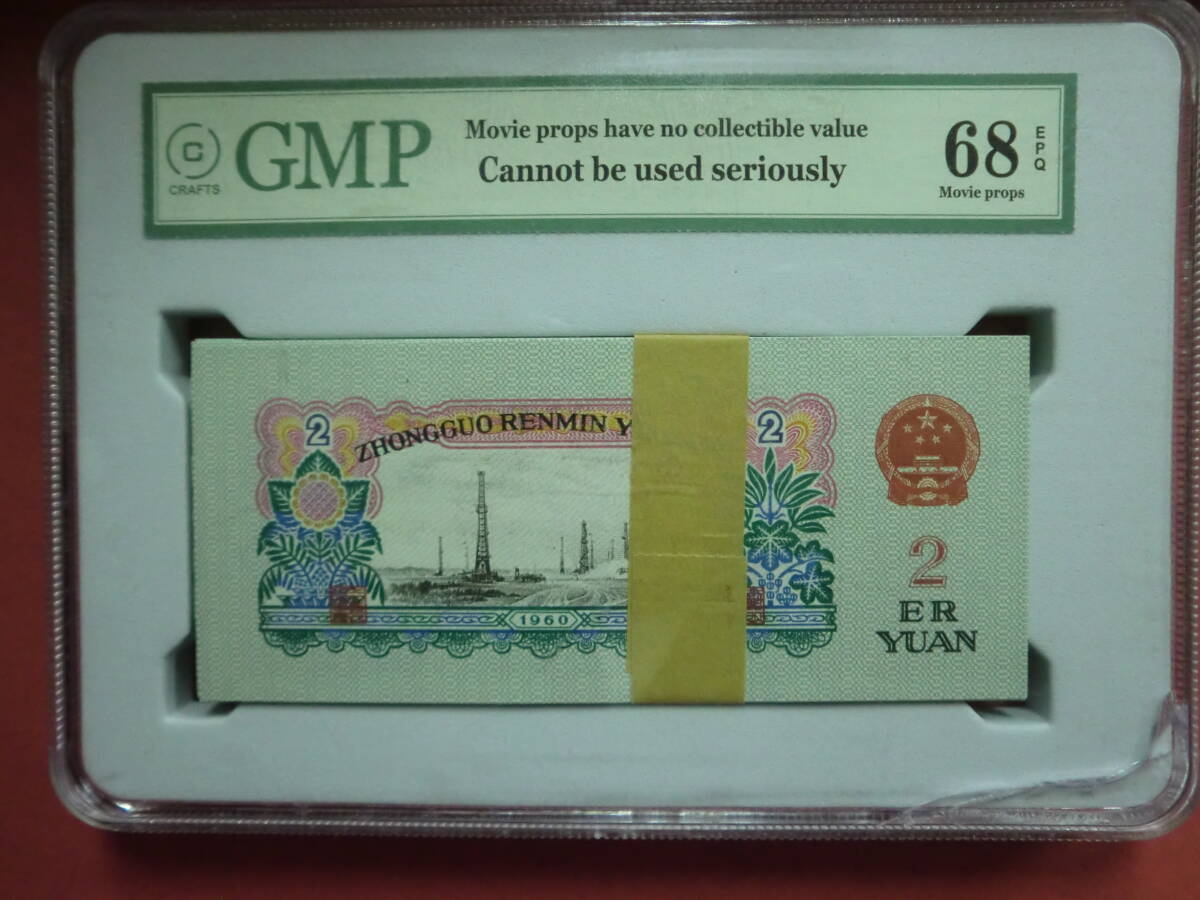 C
CRAFTS
GMP
Movie props have no collectible value
Cannot be used seriously
68
EPQ
Movie props
2
ZHONGGUO RENMIN Y
2
1960
2
ER
YUAN